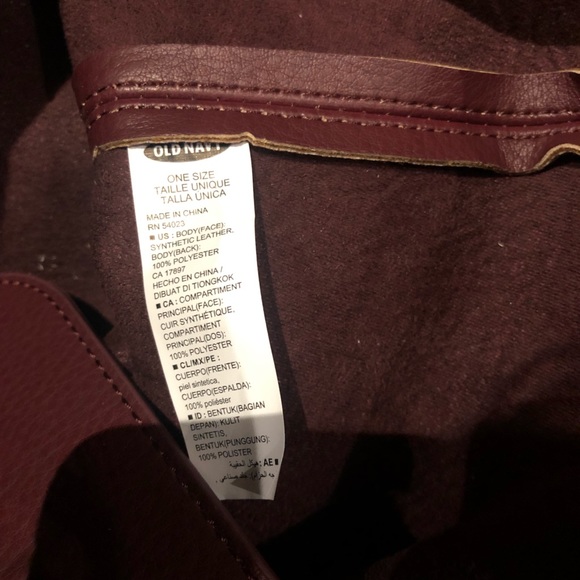 OLD NAVY
ONE SIZE
TAILLE UNIQUE
TALLA UNICA
MADE IN CHINA
RN 54023
■ US : BODY(FACE):
SYNTHETIC LEATHER,
BODY(BACK):
100% POLYESTER
CA 17897
HECHO EN CHINA /
DIBUAT DI TIONGKOK
■ CA : COMPARTIMENT
PRINCIPAL(FACE):
CUIR SYNTHÉTIQUE,
COMPARTIMENT
PRINCIPAL(DOS):
100% POLYESTER
■ CL/MX/PE :
CUERPO(FRENTE):
piel sintetica,
CUERPO(ESPALDA):
100% poliéster
■ ID : BENTUK(BAGIAN
DEPAN): KULIT
SINTETIS,
BENTUK(PUNGGUNG):
100% POLISTER
■ AE: هيكل الحقيبة